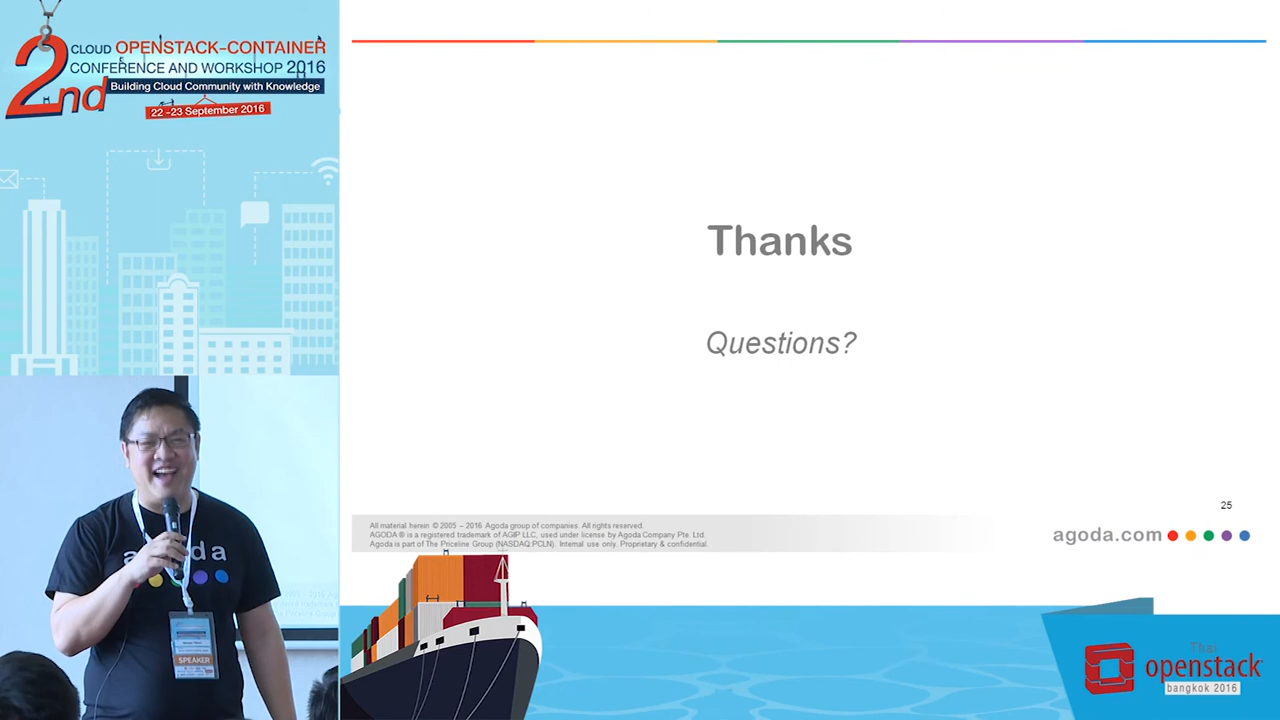 2nd
CLOUD OPENSTACK-CONTAINER
CONFERENCE AND WORKSHOP 2016
Building Cloud Community with Knowledge
22-23 September 2016
Thanks
Questions?
25
All material herein © 2005 – 2016 Agoda group of companies. All rights reserved.
AGODA ® is a registered trademark of AGIP LLC, used under license by Agoda Company Pte. Ltd.
Agoda is part of The Priceline Group (NASDAQ:PCLN). Internal use only. Proprietary & confidential.
agoda.com
agoda
SPEAKER
Thai
openstack
bangkok 2016